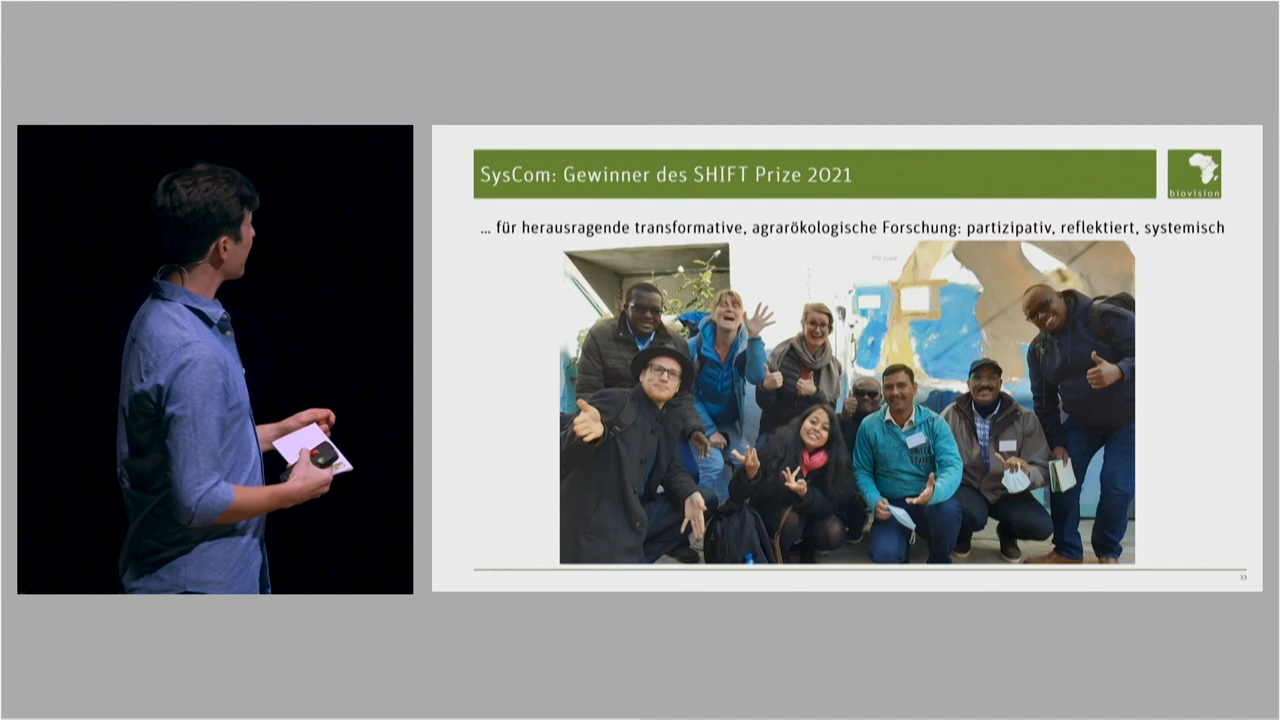 SysCom: Gewinner des SHIFT Prize 2021
biovision
... für herausragende transformative, agrarökologische Forschung: partizipativ, reflektiert, systemisch
33